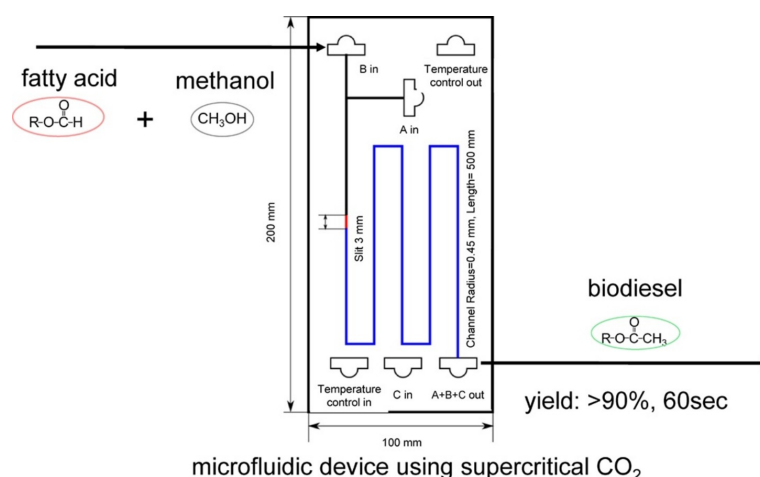 B in
Temperature
control out
fatty acid
methanol
R-O-C-H
O
+
CH₃OH
A in
200 mm
Slit 3 mm
Channel Radius=0.45 mm, Length= 500 mm
biodiesel
O
R-O-C-CH₃
Temperature
control in
C in
A+B+C out
yield: >90%, 60sec
100 mm
microfluidic device using supercritical CO₂